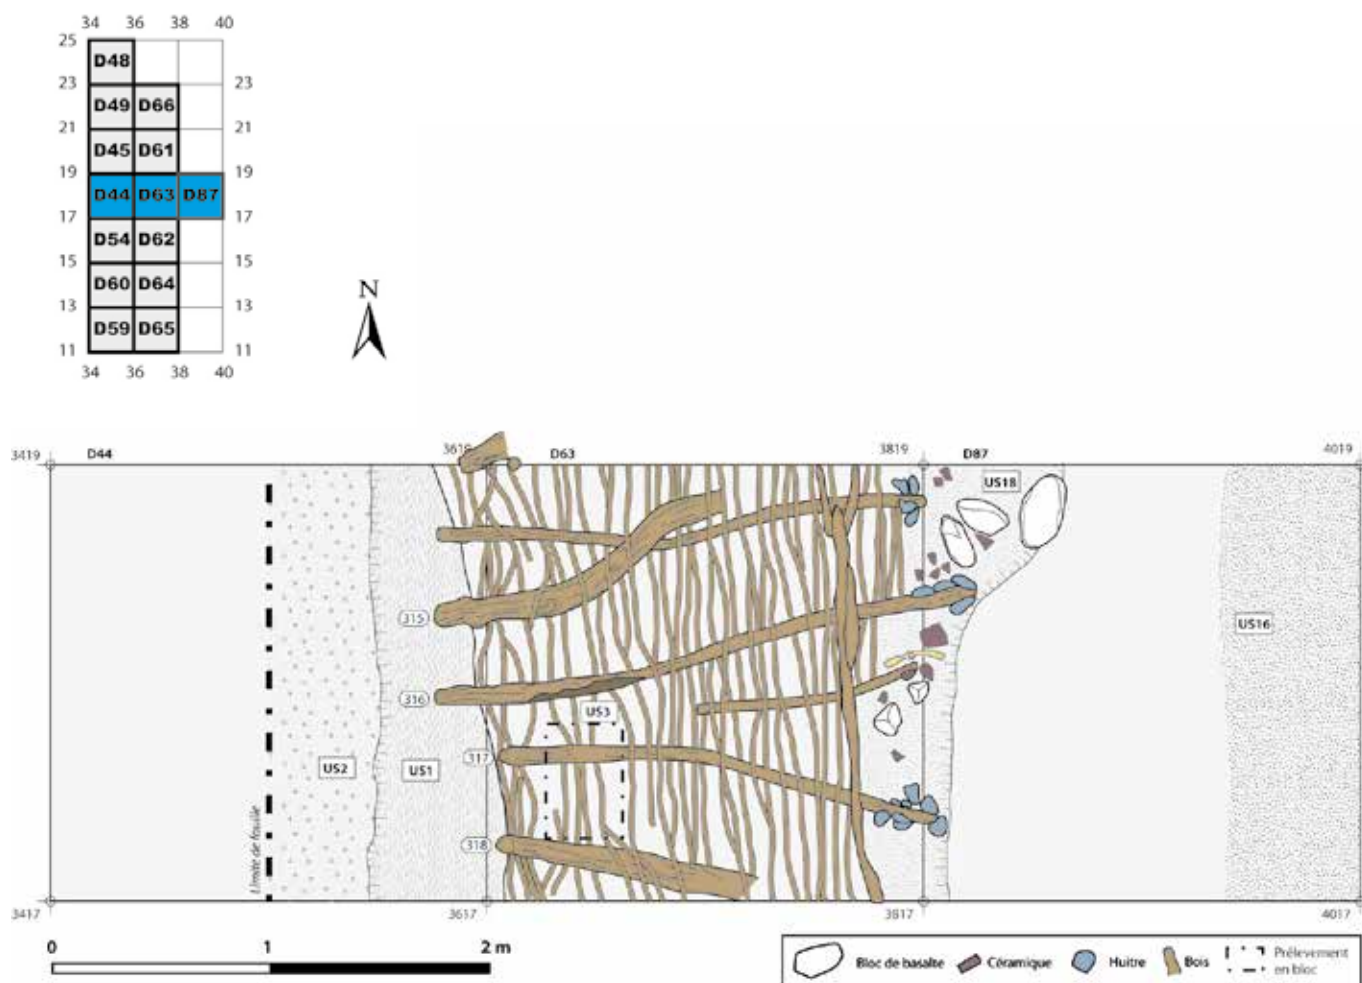 34 36 38 40
25
D48
23 23
D49 D66
21 21
D45 D61
19 19
D44 D63 D87
17 17
D54 D62
15 15
D60 D64
13 13
D59 D65
11 11
34 36 38 40
N
3419 D44 D63 3819 D87 4019
US18
315
US16
316
US3
317
US2 US1
318
Limite de fouille
3417 3617 3817 4017
0 1 2 m
Bloc de basalte Céramique Huitre Bois Prélevement
en bloc